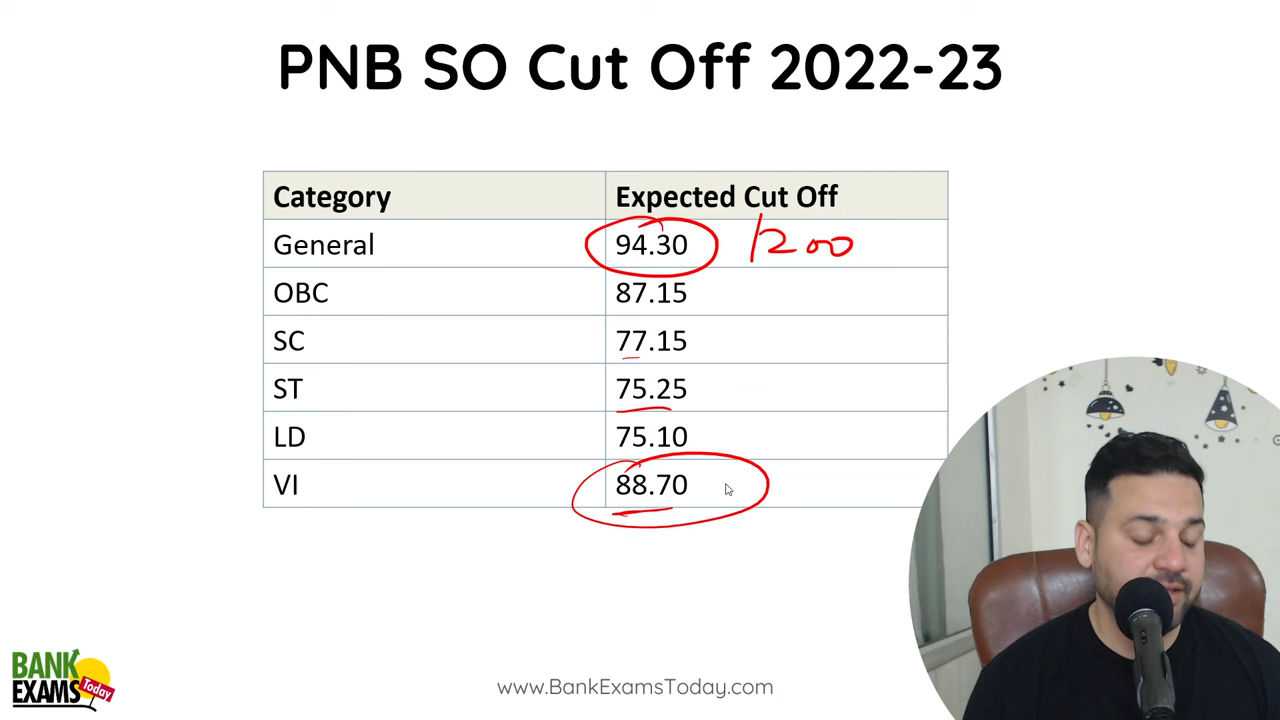 PNB SO Cut Off 2022-23
Category Expected Cut Off
General 94.30 /200
OBC 87.15
SC 77.15
ST 75.25
LD 75.10
VI 88.70
BANK
EXAMS Today
www.BankExamsToday.com